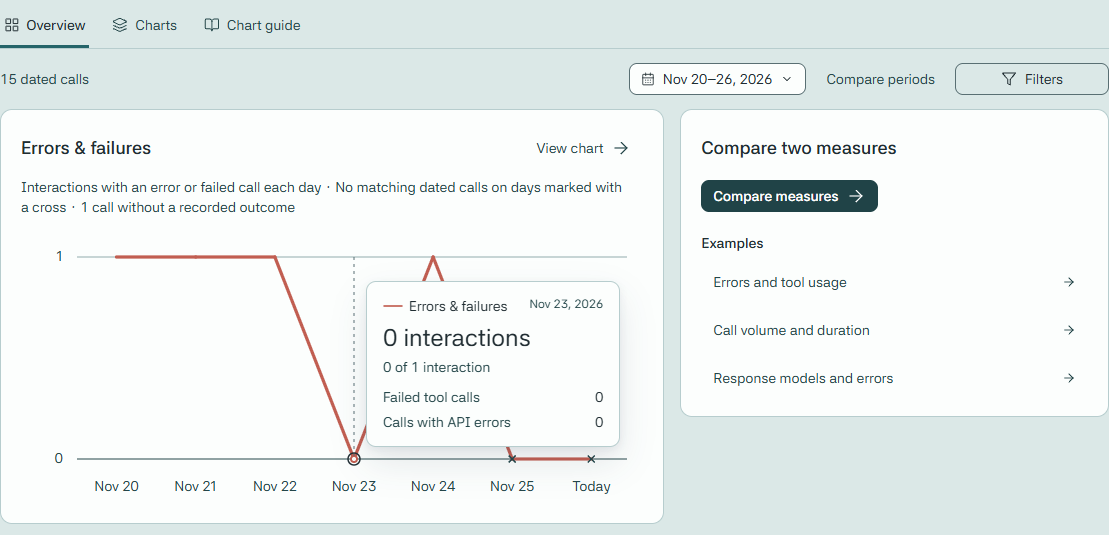 Overview
Charts
Chart guide
15 dated calls
Nov 20–26, 2026
Compare periods
Filters
Errors & failures
View chart
Interactions with an error or failed call each day · No matching dated calls on days marked with
a cross · 1 call without a recorded outcome
1
0
Errors & failures
Nov 23, 2026
0 interactions
0 of 1 interaction
Failed tool calls 0
Calls with API errors 0
Nov 20
Nov 21
Nov 22
Nov 23
Nov 24
Nov 25
Today
Compare two measures
Compare measures
Examples
Errors and tool usage
Call volume and duration
Response models and errors